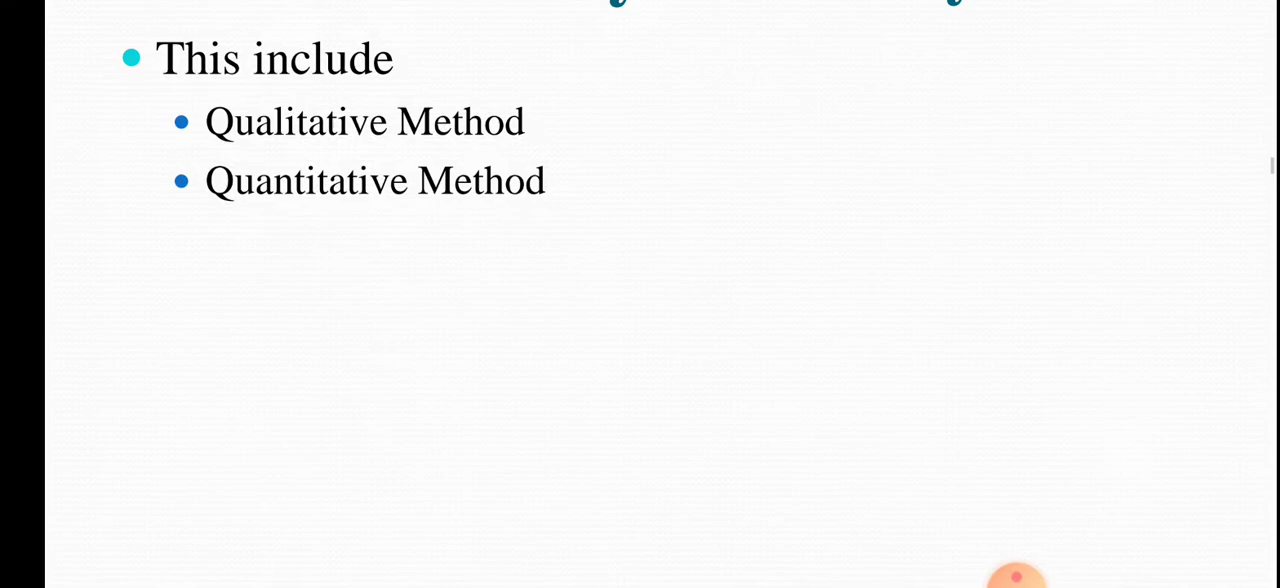 This include
Qualitative Method
Quantitative Method